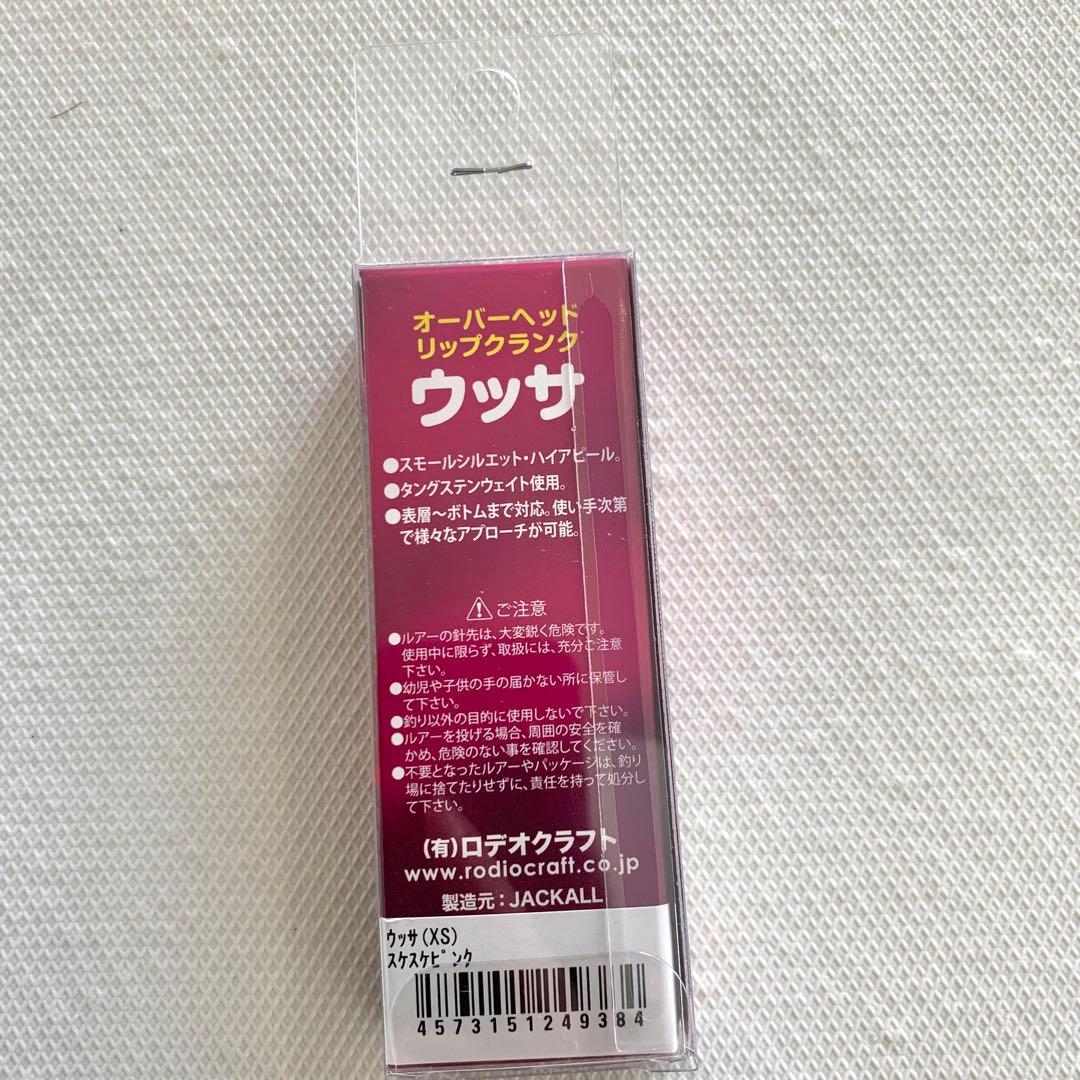 オーバーヘッド
リップクランク
ウッサ
●スモールシルエット・ハイアピール。
●タングステンウェイト使用。
●表層～ボトムまで対応。使い手次第
で様々なアプローチが可能。
⚠ご注意
●ルアーの針先は、大変鋭く危険です。
使用中に限らず、取扱には、充分ご注意
下さい。
●幼児や子供の手の届かない所に保管し
て下さい。
●釣り以外の目的に使用しないで下さい。
●ルアーを投げる場合、周囲の安全を確
かめ、危険のない事を確認してください。
●不要となったルアーやパッケージは、釣り
場に捨てたりせずに、責任を持って処分し
て下さい。
(有)ロデオクラフト
www.rodiocraft.co.jp
製造元：JACKALL
ウッサ(XS)
スケスケピンク
4573151249384